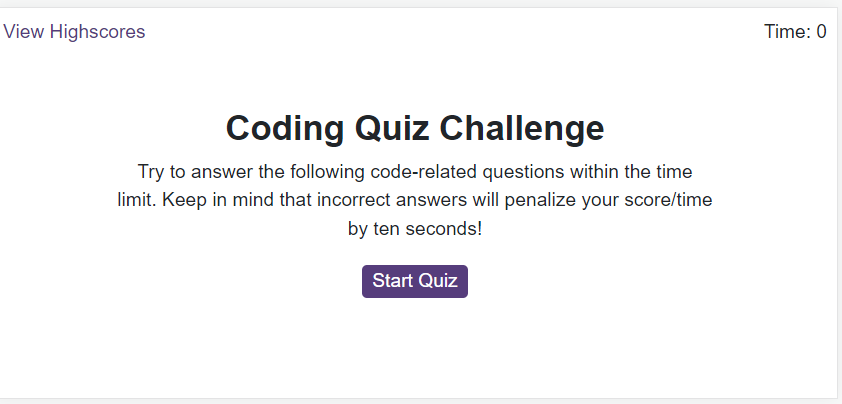 View Highscores
Time: 0
Coding Quiz Challenge
Try to answer the following code-related questions within the time
limit. Keep in mind that incorrect answers will penalize your score/time
by ten seconds!
Start Quiz